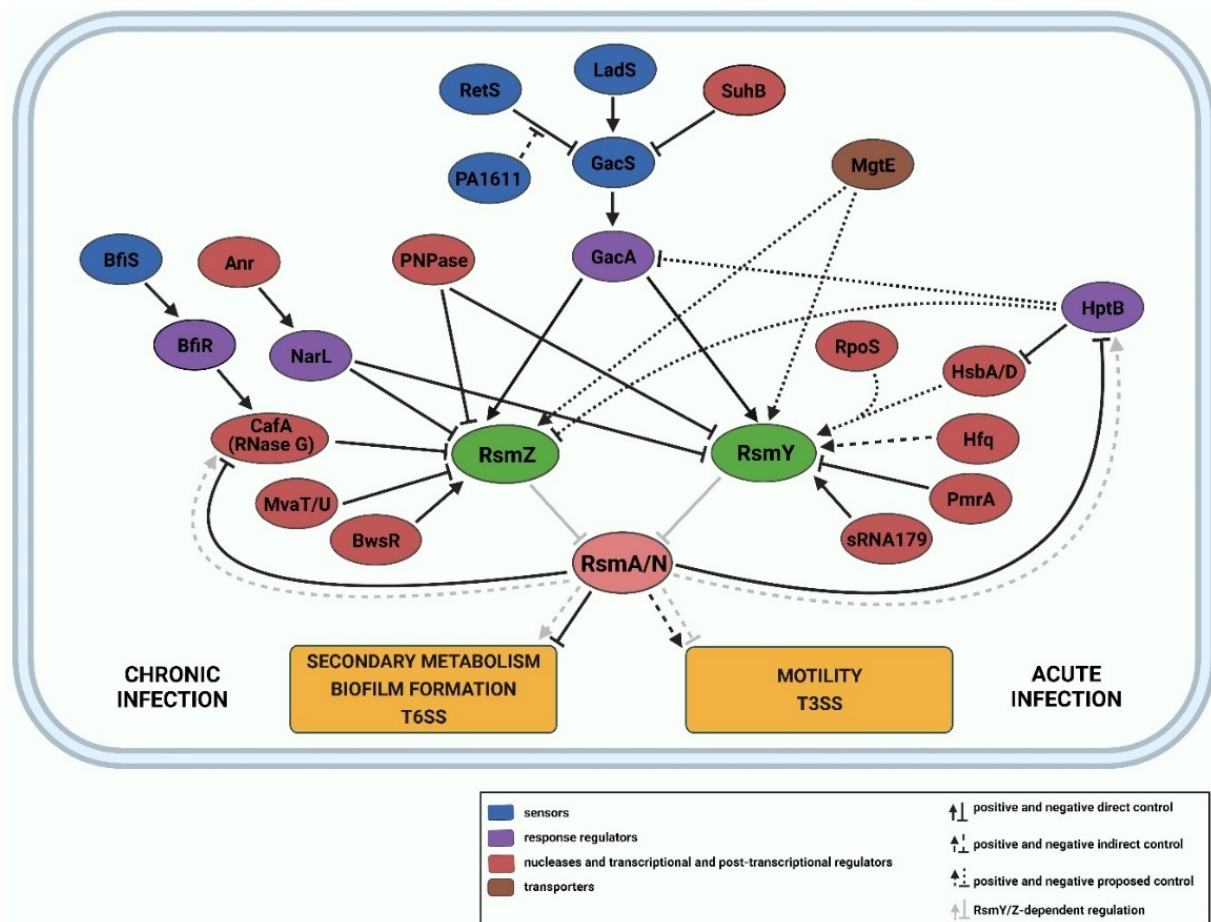 LadS
RetS
SuhB
PA1611
GacS
MgtE
BfiS
Anr
PNPase
GacA
HptB
BfiR
NarL
RpoS
HsbA/D
CafA
(RNase G)
RsmZ
RsmY
Hfq
MvaT/U
PmrA
BwsR
sRNA179
RsmA/N
CHRONIC
INFECTION
SECONDARY METABOLISM
BIOFILM FORMATION
T6SS
MOTILITY
T3SS
ACUTE
INFECTION
sensors
response regulators
nucleases and transcriptional and post-transcriptional regulators
transporters
positive and negative direct control
positive and negative indirect control
positive and negative proposed control
RsmY/Z-dependent regulation